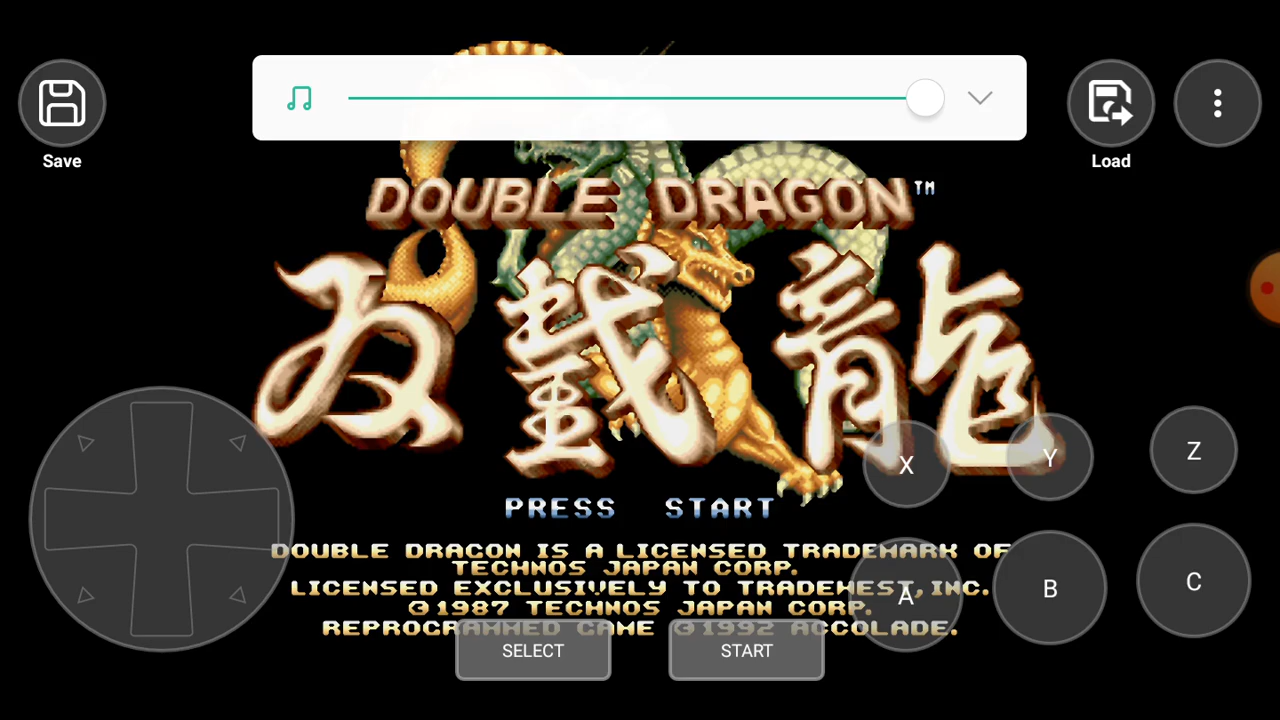 Save
Load
DOUBLE DRAGON™
双截龍
X
Y
Z
PRESS START
DOUBLE DRAGON IS A LICENSED TRADEMARK OF
TECHNOS JAPAN CORP.
LICENSED EXCLUSIVELY TO TRADEWEST,INC.
©1987 TECHNOS JAPAN CORP.
REPROGRAMMED GAME ©1992 ACCOLADE.
A
B
C
SELECT
START